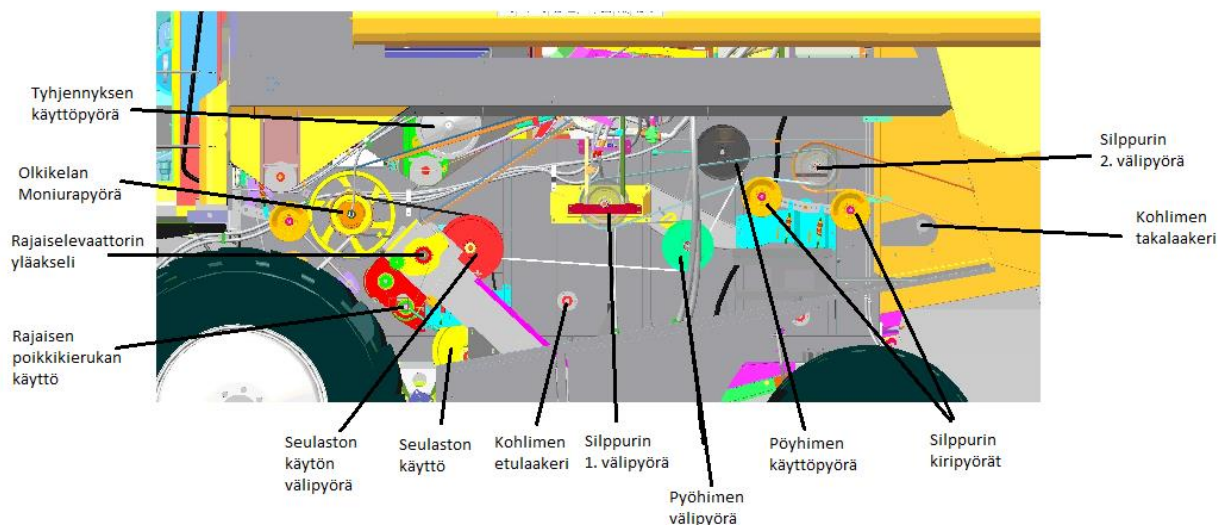 Tyhjennyksen
käyttöpyörä
Olkikelan
Moniurapyörä
Rajaiselevaattorin
yläakseli
Rajaisen
poikkikierukan
käyttö
Seulaston
käytön
välipyörä
Seulaston
käyttö
Kohlimen
etulaakeri
Silppurin
1. välipyörä
Pyöhimen
välipyörä
Pöyhimen
käyttöpyörä
Silppurin
kiripyörät
Silppurin
2. välipyörä
Kohlimen
takalaakeri